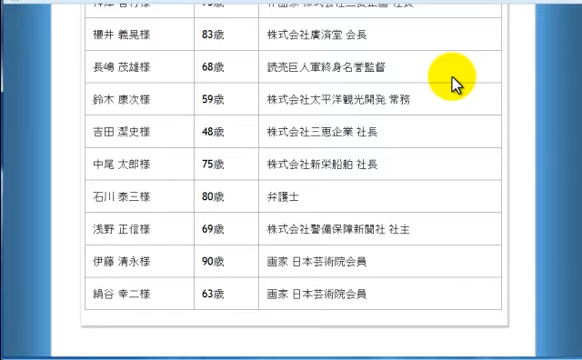 櫻井 義晃様 83歳 株式会社廣済堂 会長
長嶋 茂雄様 68歳 読売巨人軍終身名誉監督
鈴木 康次様 59歳 株式会社太平洋観光開発 常務
吉田 潔史様 48歳 株式会社三恵企業 社長
中尾 太郎様 75歳 株式会社新栄船舶 社長
石川 泰三様 80歳 弁護士
浅野 正信様 69歳 株式会社警備保障新聞社 社主
伊藤 清永様 90歳 画家 日本芸術院会員
絹谷 幸二様 63歳 画家 日本芸術院会員